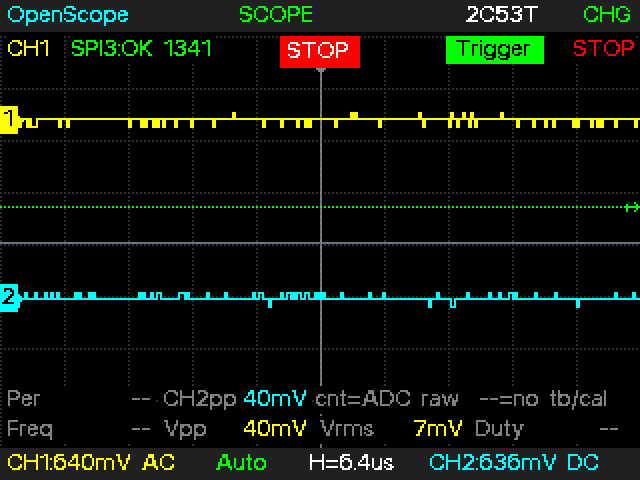 OpenScope SCOPE 2C53T CHG
CH1 SPI3:OK 1341 STOP Trigger STOP
1
2
Per -- CH2pp 40mV cnt=ADC raw --=no tb/cal
Freq -- Vpp 40mV Vrms 7mV Duty --
CH1:640mV AC Auto H=6.4us CH2:636mV DC